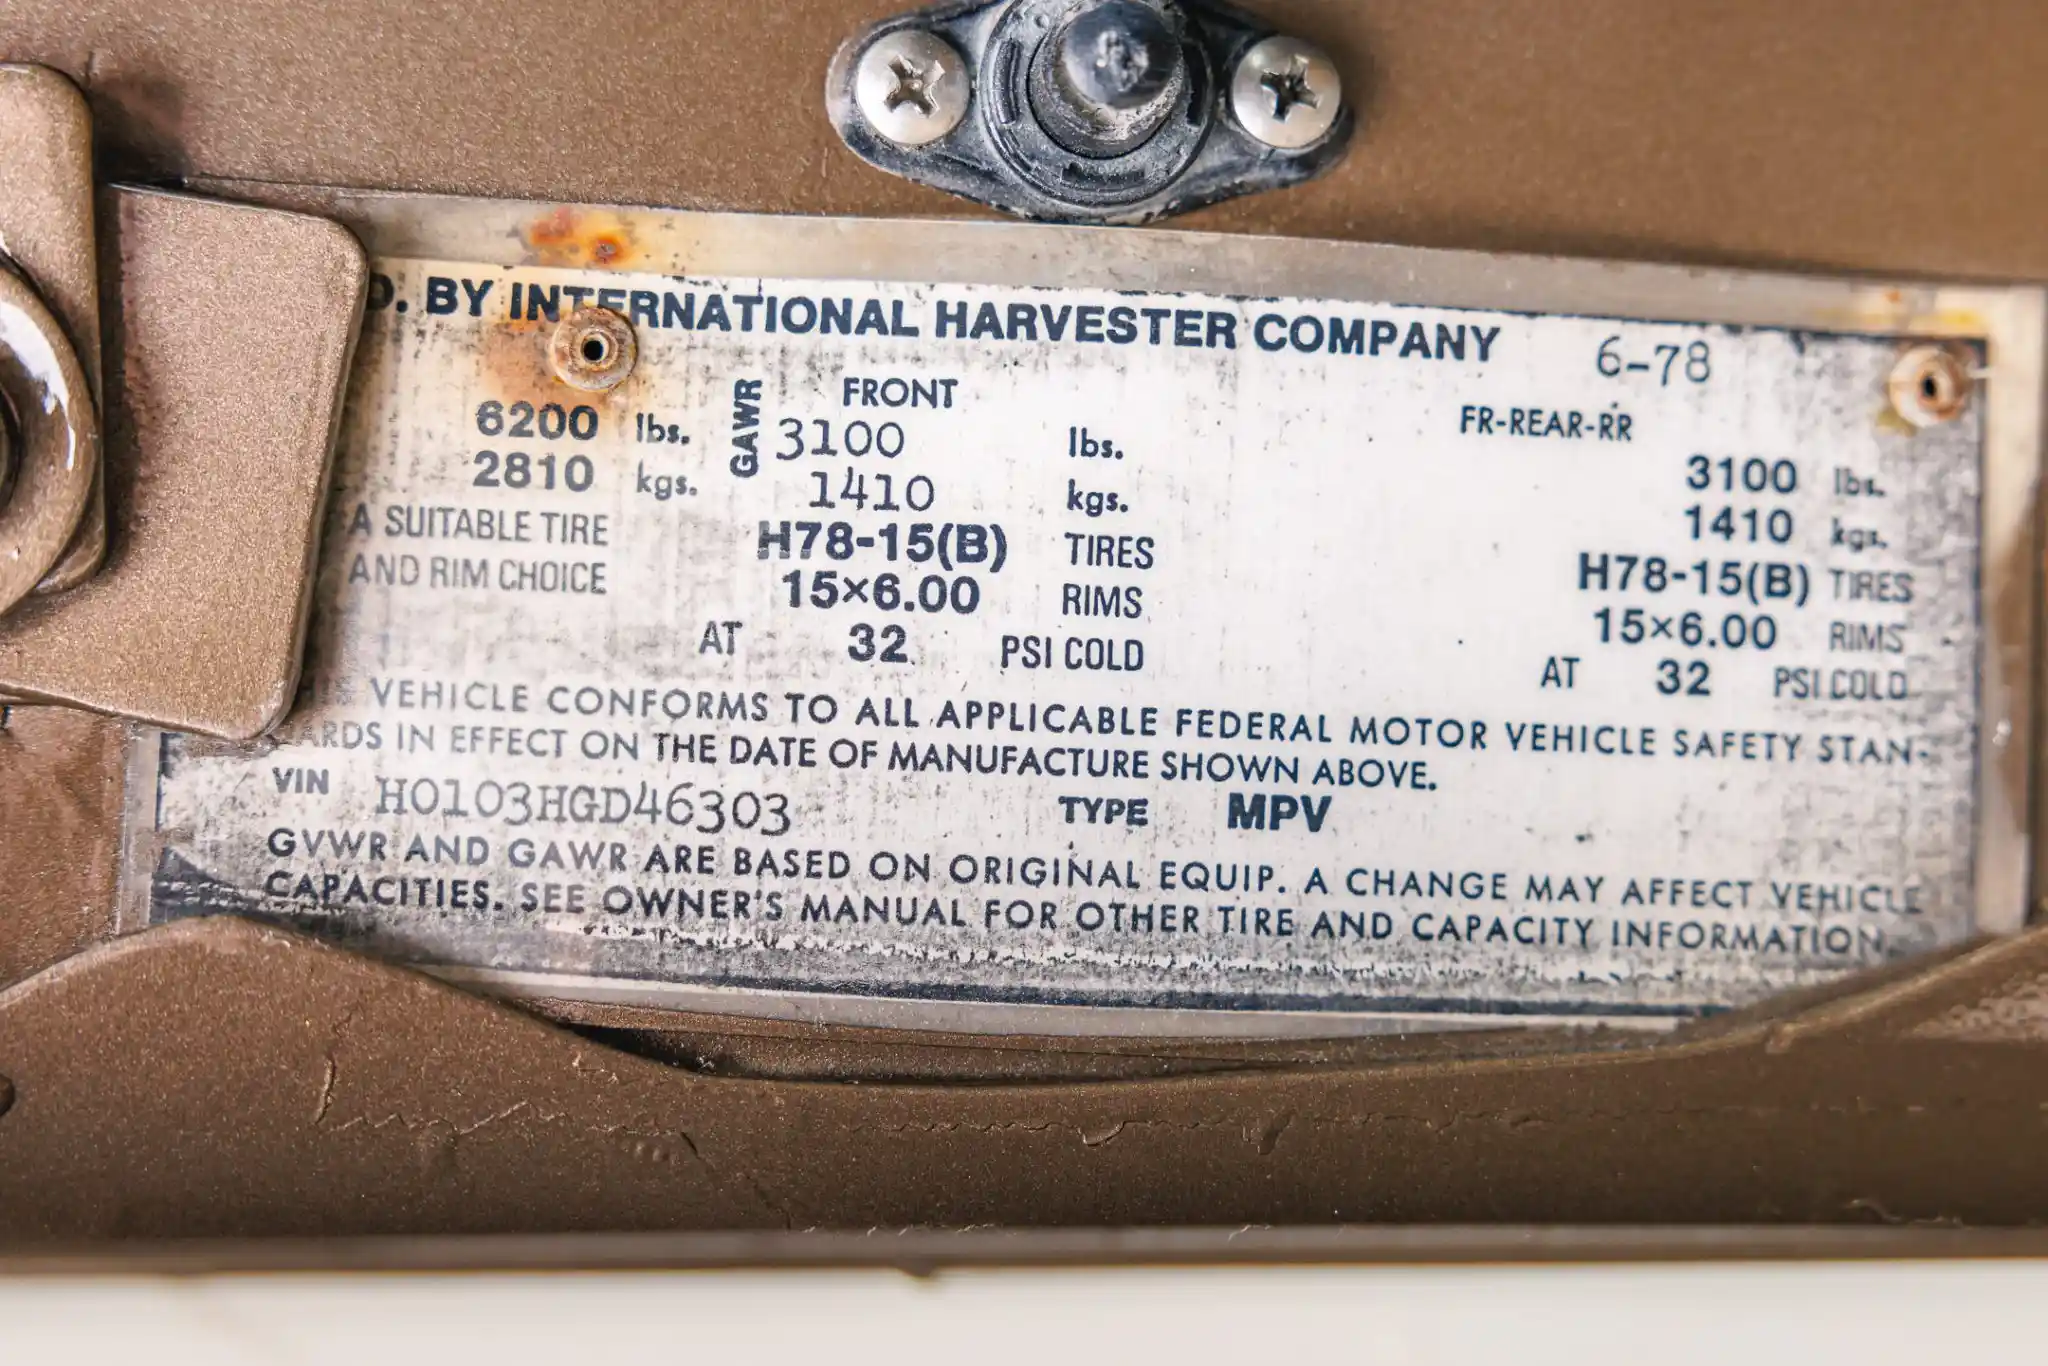 D. BY INTERNATIONAL HARVESTER COMPANY 6-78
GAWR FRONT FR-REAR-RR
6200 lbs. 3100 lbs. 3100 lbs.
2810 kgs. 1410 kgs. 1410 kgs.
A SUITABLE TIRE H78-15(B) TIRES H78-15(B) TIRES
AND RIM CHOICE 15×6.00 RIMS 15×6.00 RIMS
AT 32 PSI COLD AT 32 PSI COLD
VEHICLE CONFORMS TO ALL APPLICABLE FEDERAL MOTOR VEHICLE SAFETY STAN-
ARDS IN EFFECT ON THE DATE OF MANUFACTURE SHOWN ABOVE.
VIN H0103HGD46303 TYPE MPV
GVWR AND GAWR ARE BASED ON ORIGINAL EQUIP. A CHANGE MAY AFFECT VEHICLE
CAPACITIES. SEE OWNER'S MANUAL FOR OTHER TIRE AND CAPACITY INFORMATION.